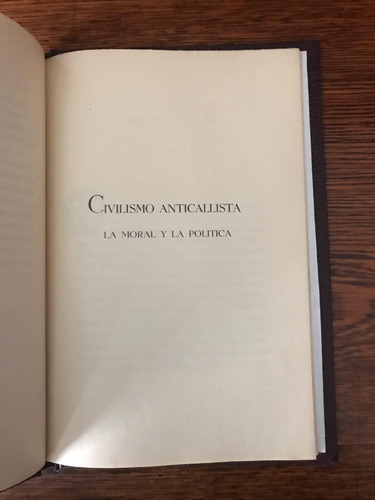 CIVILISMO ANTICALLISTA
LA MORAL Y LA POLITICA